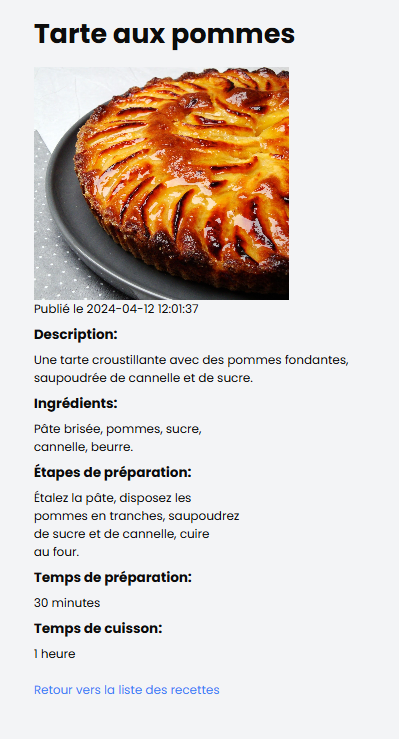 Tarte aux pommes
Publié le 2024-04-12 12:01:37
Description:
Une tarte croustillante avec des pommes fondantes,
saupoudrée de cannelle et de sucre.
Ingrédients:
Pâte brisée, pommes, sucre,
cannelle, beurre.
Étapes de préparation:
Étalez la pâte, disposez les
pommes en tranches, saupoudrez
de sucre et de cannelle, cuire
au four.
Temps de préparation:
30 minutes
Temps de cuisson:
1 heure
Retour vers la liste des recettes